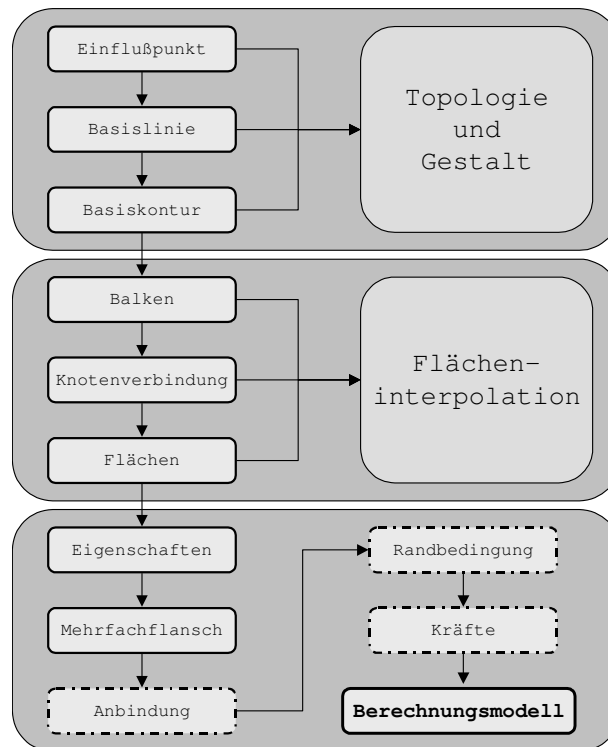 Einflußpunkt
Basislinie
Basiskontur
Topologie
und
Gestalt
Balken
Knotenverbindung
Flächen
Flächen-
interpolation
Eigenschaften
Mehrfachflansch
Anbindung
Randbedingung
Kräfte
Berechnungsmodell